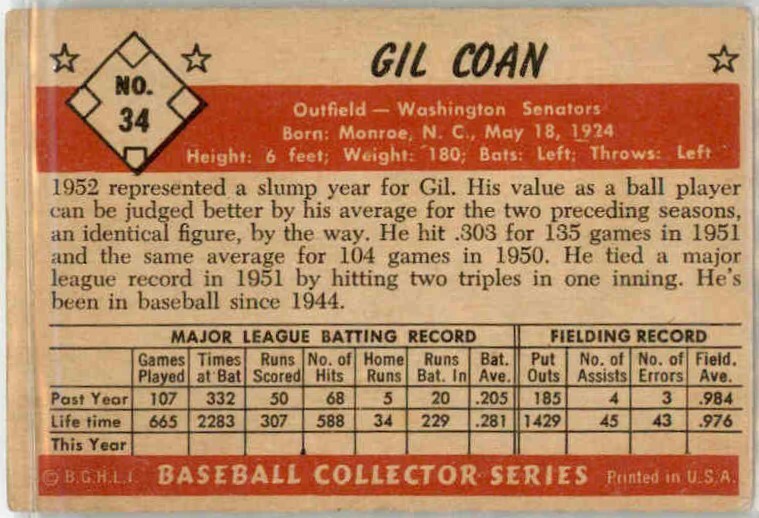 GIL COAN
NO.
34
Outfield — Washington Senators
Born: Monroe, N. C., May 18, 1924
Height: 6 feet; Weight: 180; Bats: Left; Throws: Left
1952 represented a slump year for Gil. His value as a ball player
can be judged better by his average for the two preceding seasons,
an identical figure, by the way. He hit .303 for 135 games in 1951
and the same average for 104 games in 1950. He tied a major
league record in 1951 by hitting two triples in one inning. He's
been in baseball since 1944.
MAJOR LEAGUE BATTING RECORD FIELDING RECORD
Games Times Runs No. of Home Runs Bat. Put No. of No. of Field.
Played at Bat Scored Hits Runs Bat. In Ave. Outs Assists Errors Ave.
Past Year 107 332 50 68 5 20 .205 185 4 3 .984
Life time 665 2283 307 588 34 229 .281 1429 45 43 .976
This Year
© B.G.H.L.I. BASEBALL COLLECTOR SERIES Printed in U.S.A.